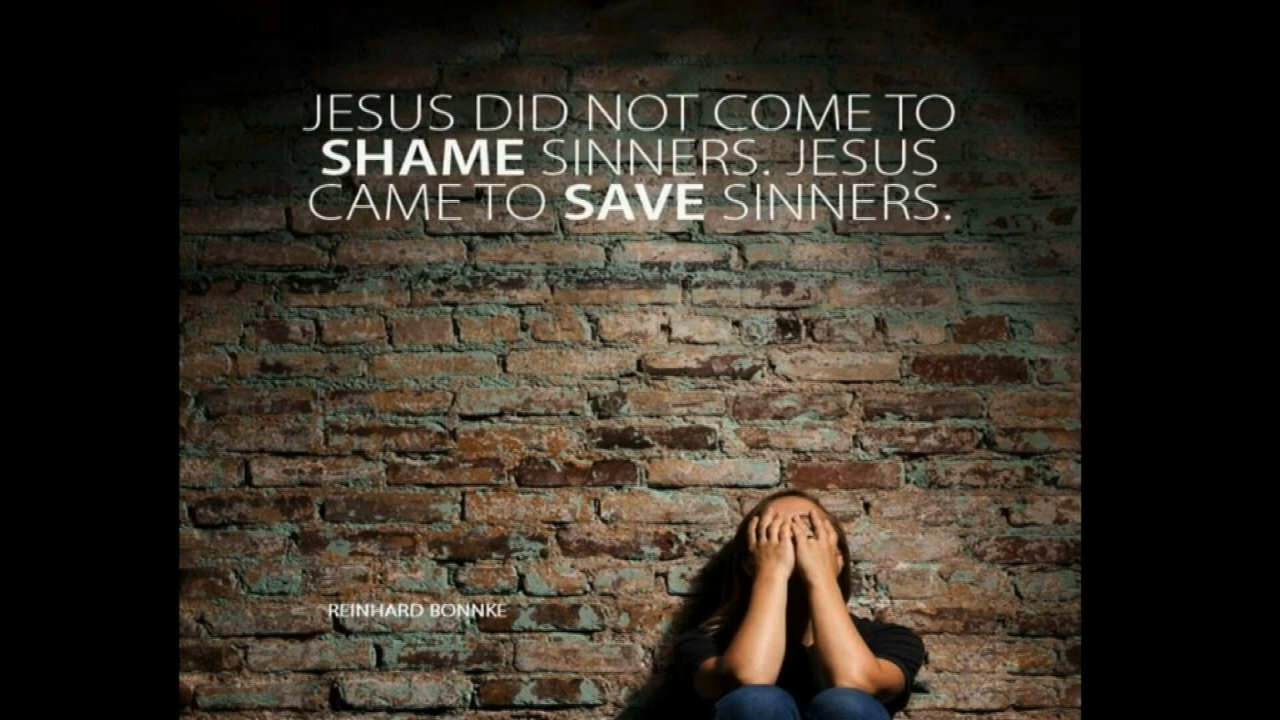 JESUS DID NOT COME TO
SHAME SINNERS. JESUS
CAME TO SAVE SINNERS.
REINHARD BONNKE